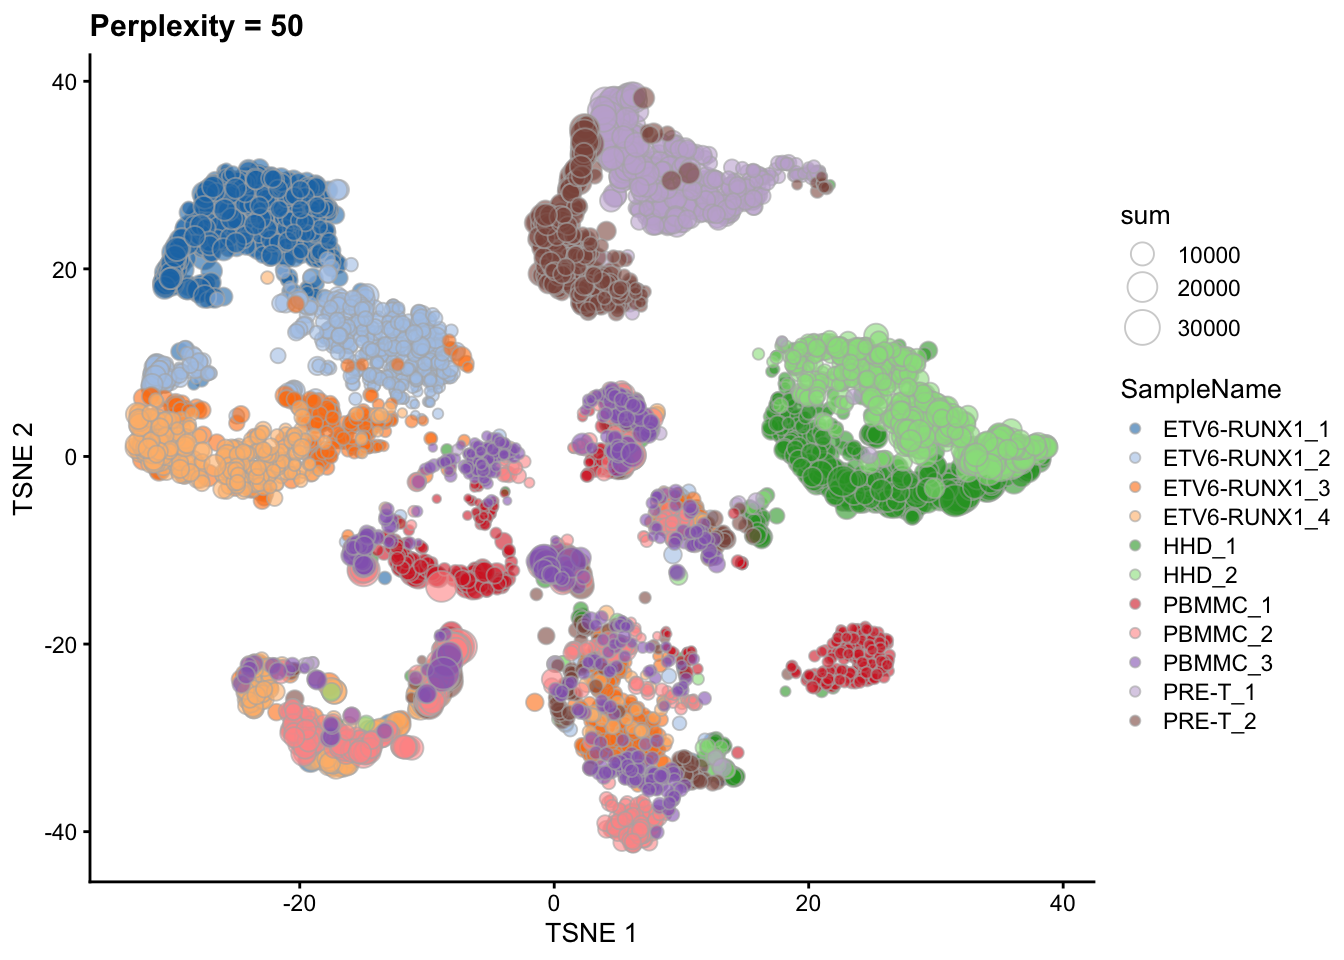 Perplexity = 50
TSNE 2
40
20
0
-20
-40
-20
0
20
40
TSNE 1
sum
10000
20000
30000
SampleName
ETV6-RUNX1_1
ETV6-RUNX1_2
ETV6-RUNX1_3
ETV6-RUNX1_4
HHD_1
HHD_2
PBMMC_1
PBMMC_2
PBMMC_3
PRE-T_1
PRE-T_2